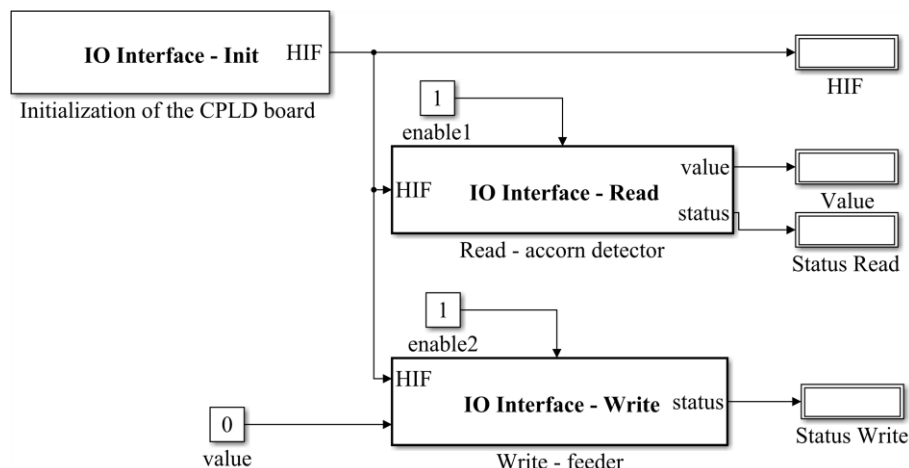 IO Interface - Init HIF
Initialization of the CPLD board
HIF
1
enable1
HIF IO Interface - Read value
status
Value
Read - accorn detector
Status Read
1
enable2
HIF
IO Interface - Write status
0
value
Write - feeder
Status Write